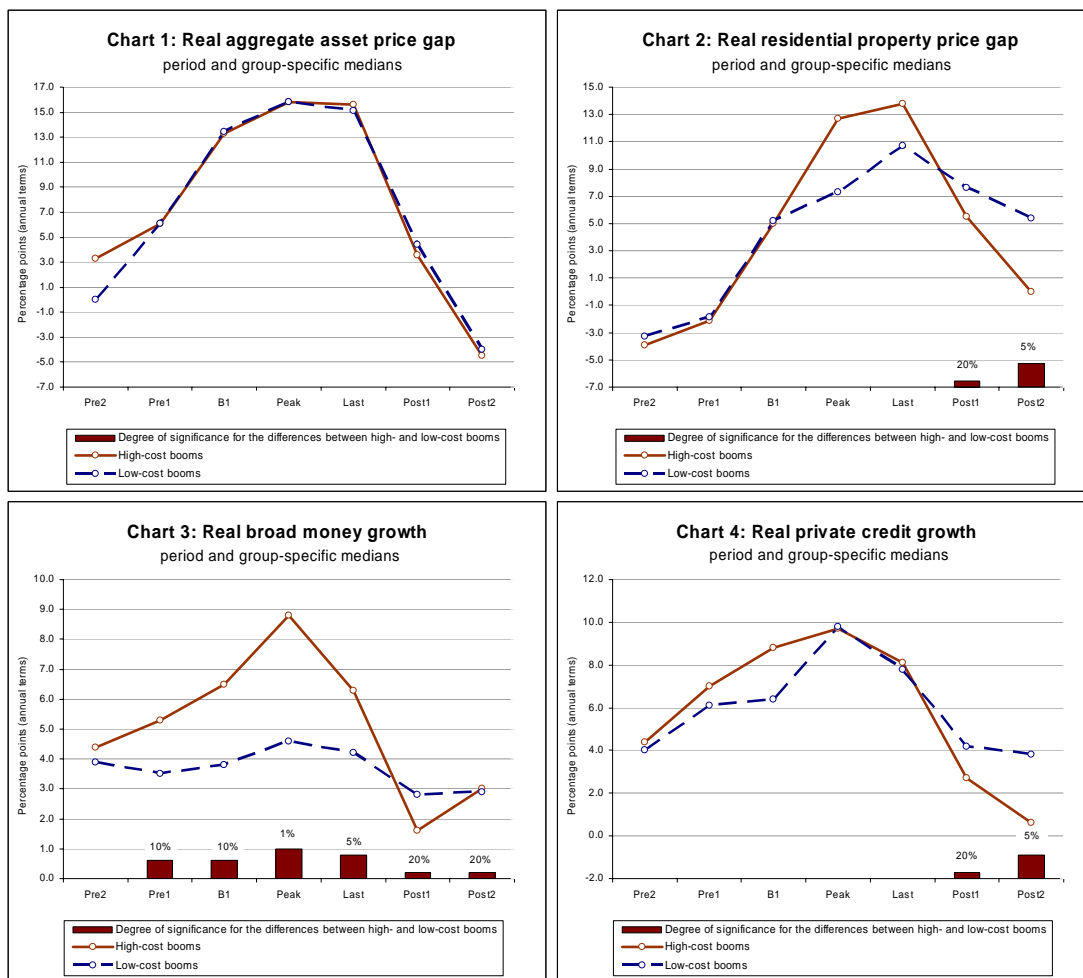 Chart 1: Real aggregate asset price gap
period and group-specific medians
Percentage points (annual terms)
17.0
15.0
13.0
11.0
9.0
7.0
5.0
3.0
1.0
-1.0
-3.0
-5.0
-7.0
Pre2 Pre1 B1 Peak Last Post1 Post2
Degree of significance for the differences between high- and low-cost booms
High-cost booms
Low-cost booms
Chart 2: Real residential property price gap
period and group-specific medians
Percentage points (annual terms)
15.0
13.0
11.0
9.0
7.0
5.0
3.0
1.0
-1.0
-3.0
-5.0
-7.0
20% 5%
Pre2 Pre1 B1 Peak Last Post1 Post2
Degree of significance for the differences between high- and low-cost booms
High-cost booms
Low-cost booms
Chart 3: Real broad money growth
period and group-specific medians
Percentage points (annual terms)
10.0
9.0
8.0
7.0
6.0
5.0
4.0
3.0
2.0
1.0
0.0
10% 10% 1% 5% 20% 20%
Pre2 Pre1 B1 Peak Last Post1 Post2
Degree of significance for the differences between high- and low-cost booms
High-cost booms
Low-cost booms
Chart 4: Real private credit growth
period and group-specific medians
Percentage points (annual terms)
12.0
10.0
8.0
6.0
4.0
2.0
0.0
-2.0
20% 5%
Pre2 Pre1 B1 Peak Last Post1 Post2
Degree of significance for the differences between high- and low-cost booms
High-cost booms
Low-cost booms